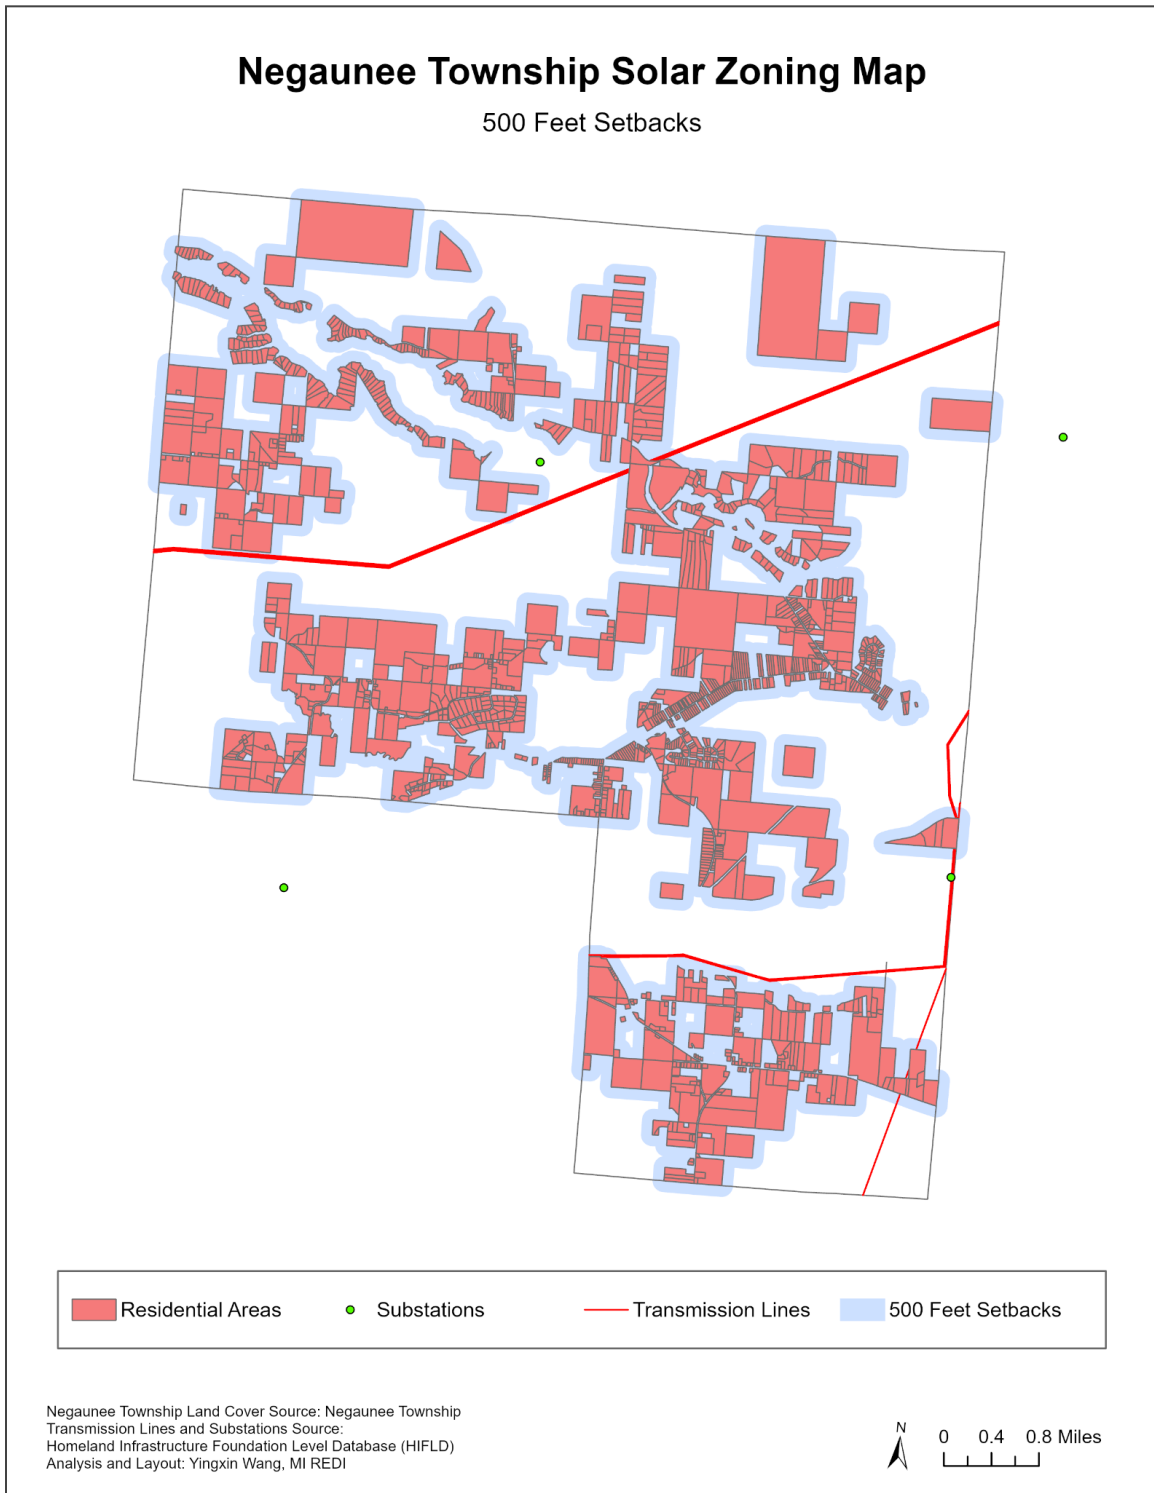 Negaunee Township Solar Zoning Map
500 Feet Setbacks
Residential Areas
Substations
Transmission Lines
500 Feet Setbacks
Negaunee Township Land Cover Source: Negaunee Township
Transmission Lines and Substations Source:
Homeland Infrastructure Foundation Level Database (HIFLD)
Analysis and Layout: Yingxin Wang, MI REDI
N
0 0.4 0.8 Miles